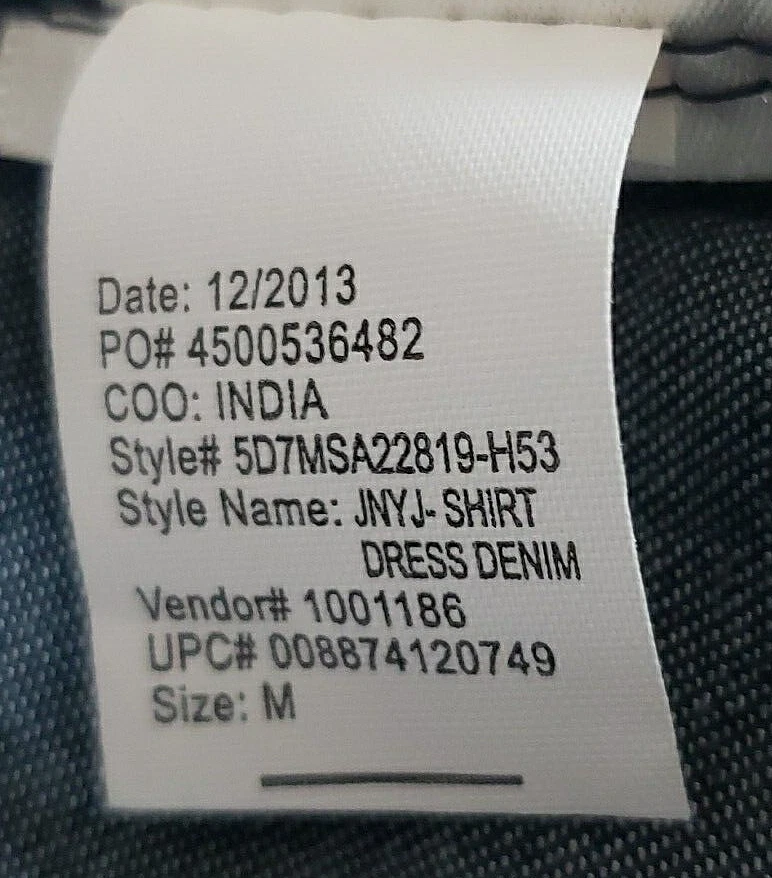 Date: 12/2013
PO# 4500536482
COO: INDIA
Style# 5D7MSA22819-H53
Style Name: JNYJ- SHIRT
DRESS DENIM
Vendor# 1001186
UPC# 008874120749
Size: M